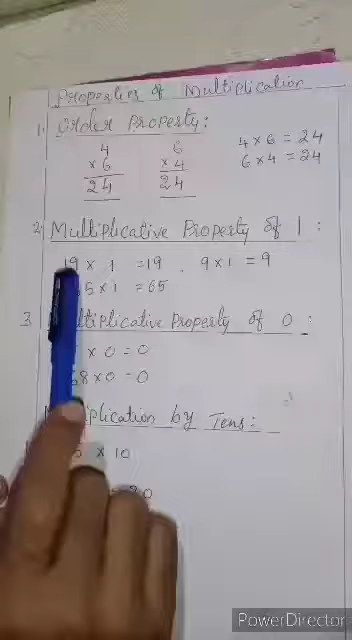 Properties of Multiplication
1. Order Property:
4 6 4 × 6 = 24
× 6 × 4 6 × 4 = 24
24 24
2. Multiplicative Property of 1 :
19 × 1 = 19 , 9 × 1 = 9
5 × 1 = 65
3. Multiplicative Property of 0 :
× 0 = 0
8 × 0 = 0
by Tens:
× 10
PowerDirector